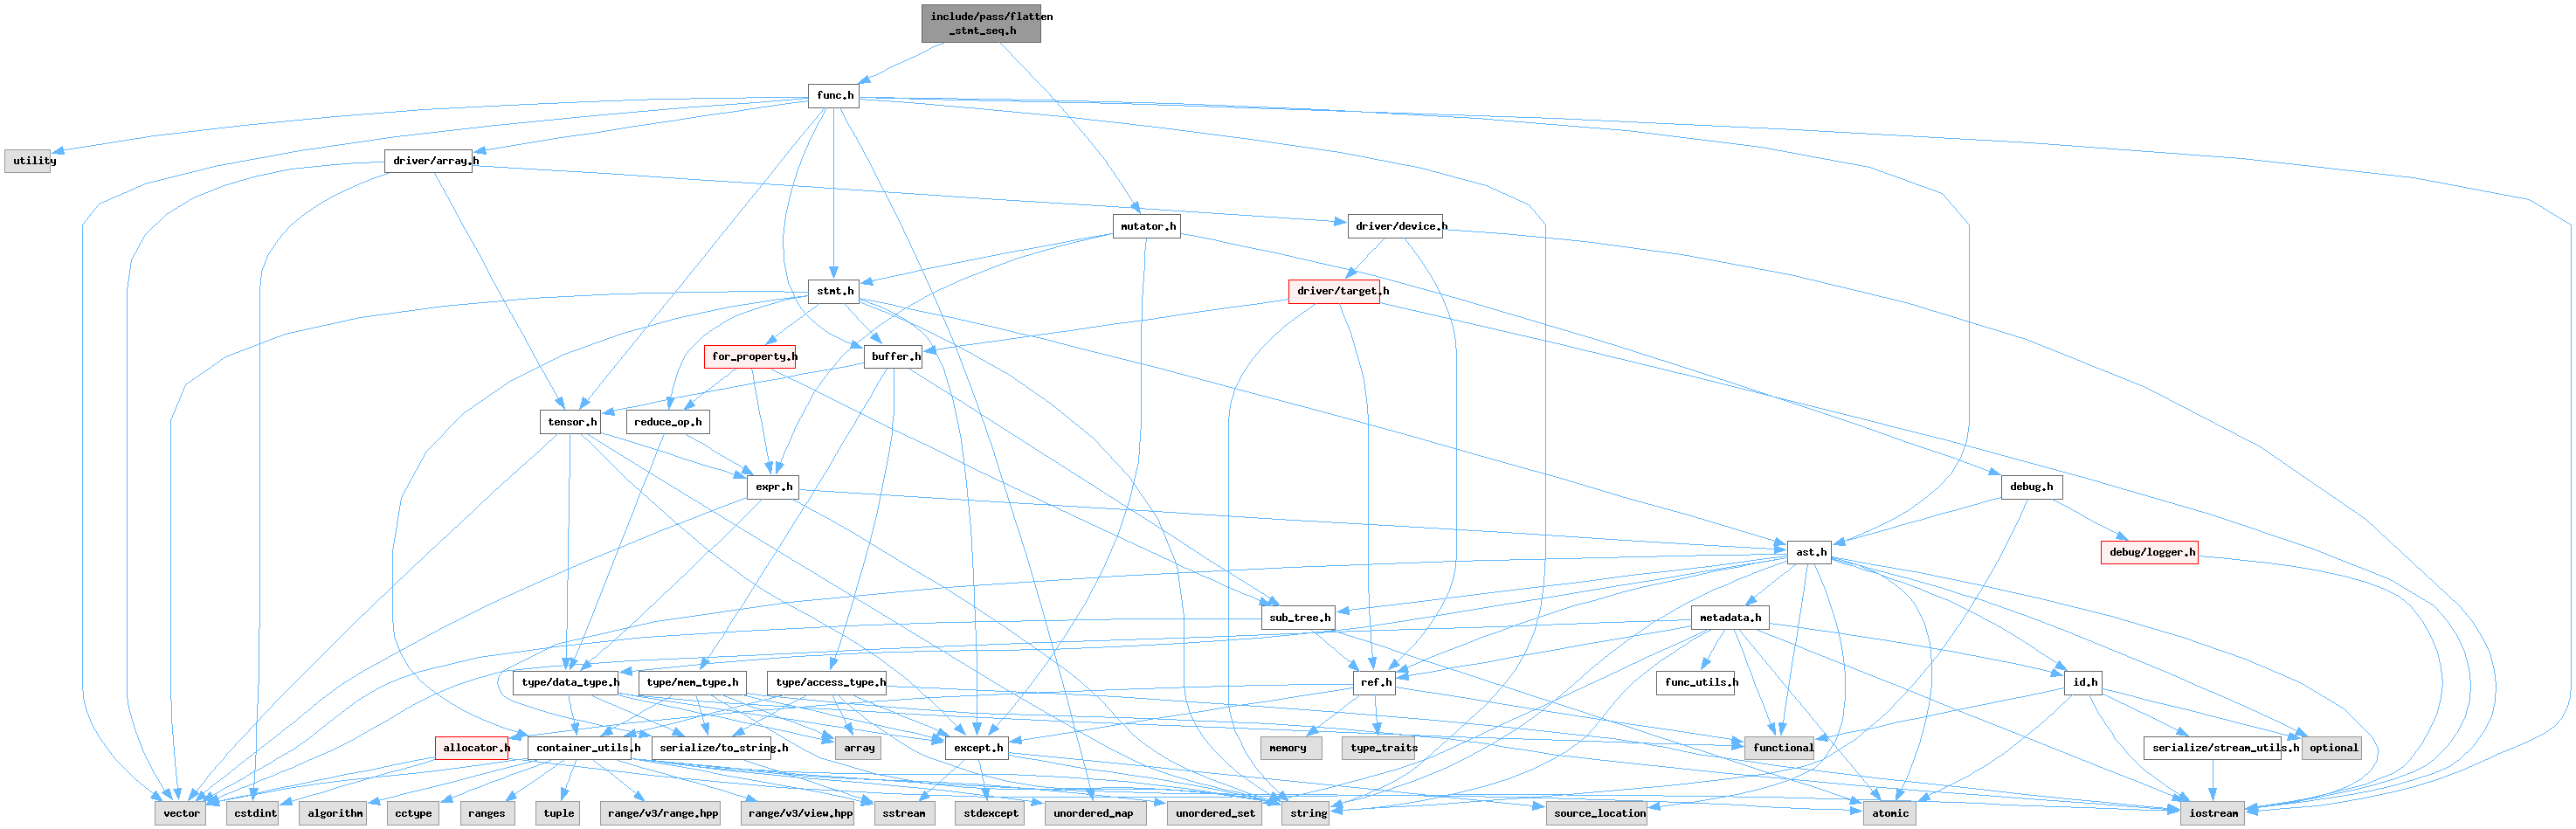 include/pass/flatten
_stmt_seq.h
func.h
utility
driver/array.h
mutator.h
driver/device.h
stmt.h
driver/target.h
for_property.h
buffer.h
tensor.h
reduce_op.h
expr.h
debug.h
ast.h
debug/logger.h
sub_tree.h
metadata.h
type/data_type.h
type/mem_type.h
type/access_type.h
ref.h
func_utils.h
id.h
allocator.h
container_utils.h
serialize/to_string.h
array
except.h
memory
type_traits
functional
serialize/stream_utils.h
optional
vector
cstdint
algorithm
cctype
ranges
tuple
range/v3/range.hpp
range/v3/view.hpp
sstream
stdexcept
unordered_map
unordered_set
string
source_location
atomic
iostream